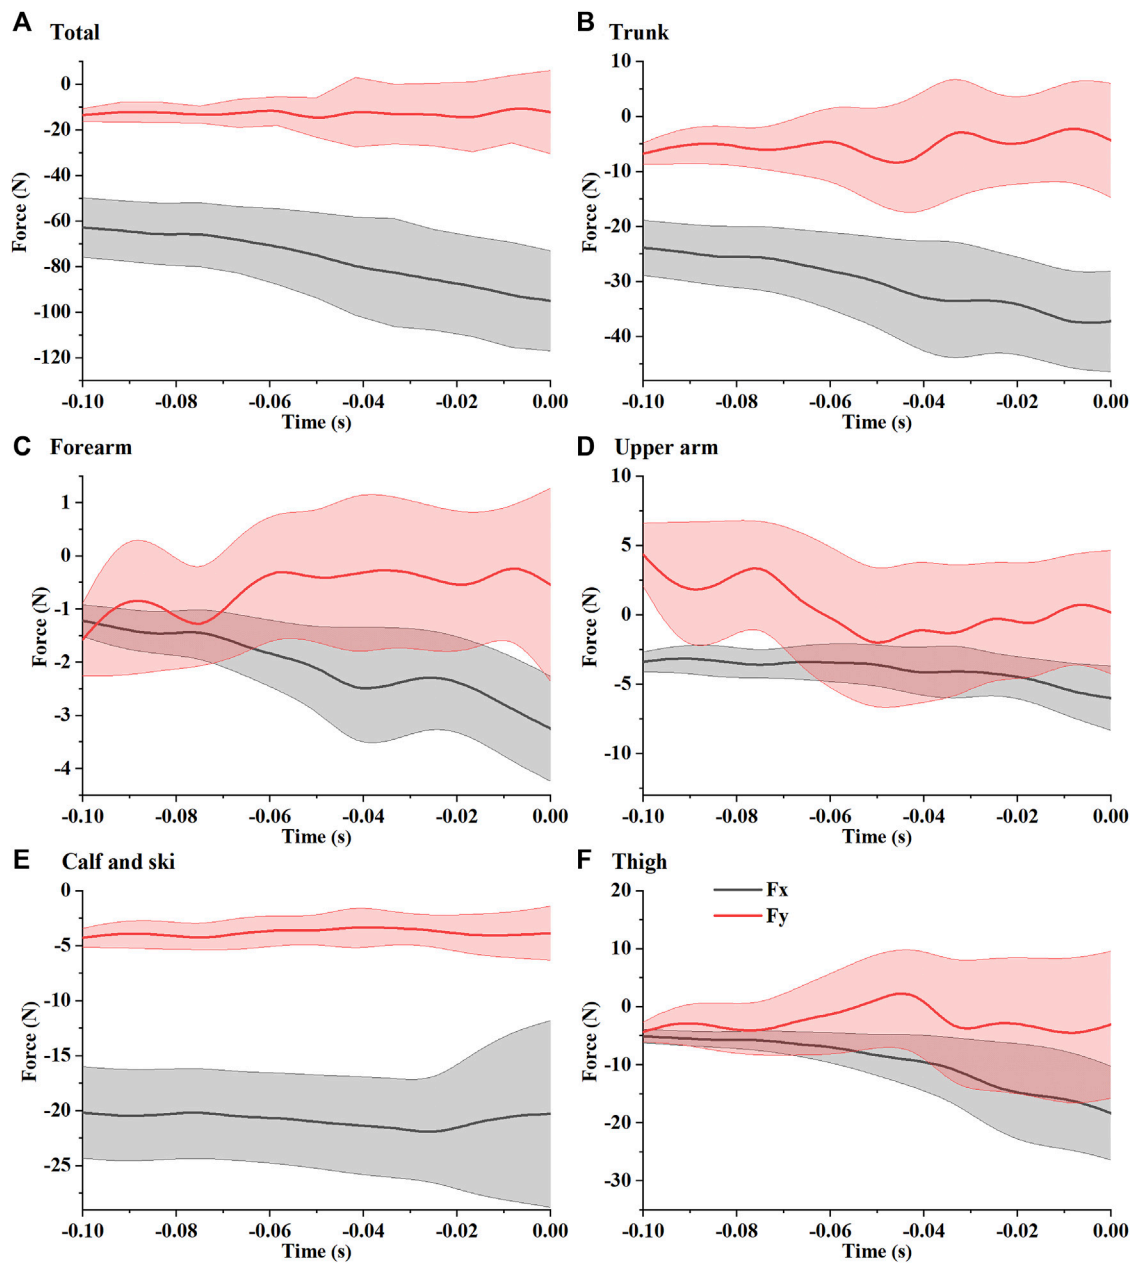 A Total
0
-20
-40
-60
-80
-100
-120
Force (N)
-0.10 -0.08 -0.06 -0.04 -0.02 0.00
Time (s)
B Trunk
10
0
-10
-20
-30
-40
Force (N)
-0.10 -0.08 -0.06 -0.04 -0.02 0.00
Time (s)
C Forearm
1
0
-1
-2
-3
-4
Force (N)
-0.10 -0.08 -0.06 -0.04 -0.02 0.00
Time (s)
D Upper arm
10
5
0
-5
-10
Force (N)
-0.10 -0.08 -0.06 -0.04 -0.02 0.00
Time (s)
E Calf and ski
0
-5
-10
-15
-20
-25
Force (N)
-0.10 -0.08 -0.06 -0.04 -0.02 0.00
Time (s)
F Thigh
Fx
Fy
20
10
0
-10
-20
-30
Force (N)
-0.10 -0.08 -0.06 -0.04 -0.02 0.00
Time (s)